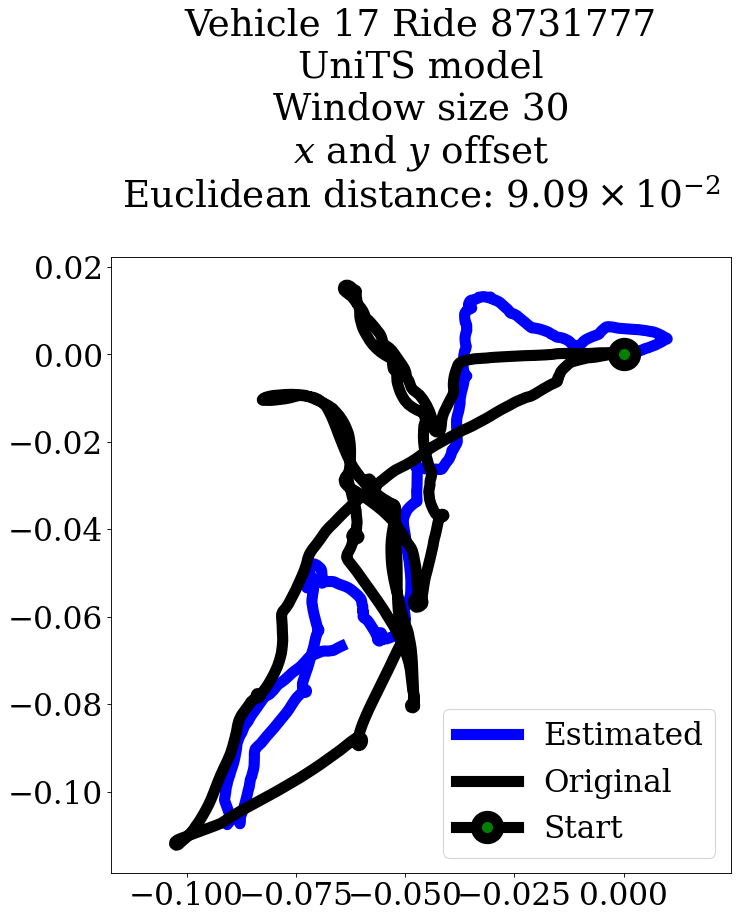 Vehicle 17 Ride 8731777
UniTS model
Window size 30
x and y offset
Euclidean distance: 9.09 × 10⁻²
0.02
0.00
−0.02
−0.04
−0.06
−0.08
−0.10
Estimated
Original
Start
−0.100 −0.075 −0.050 −0.025 0.000